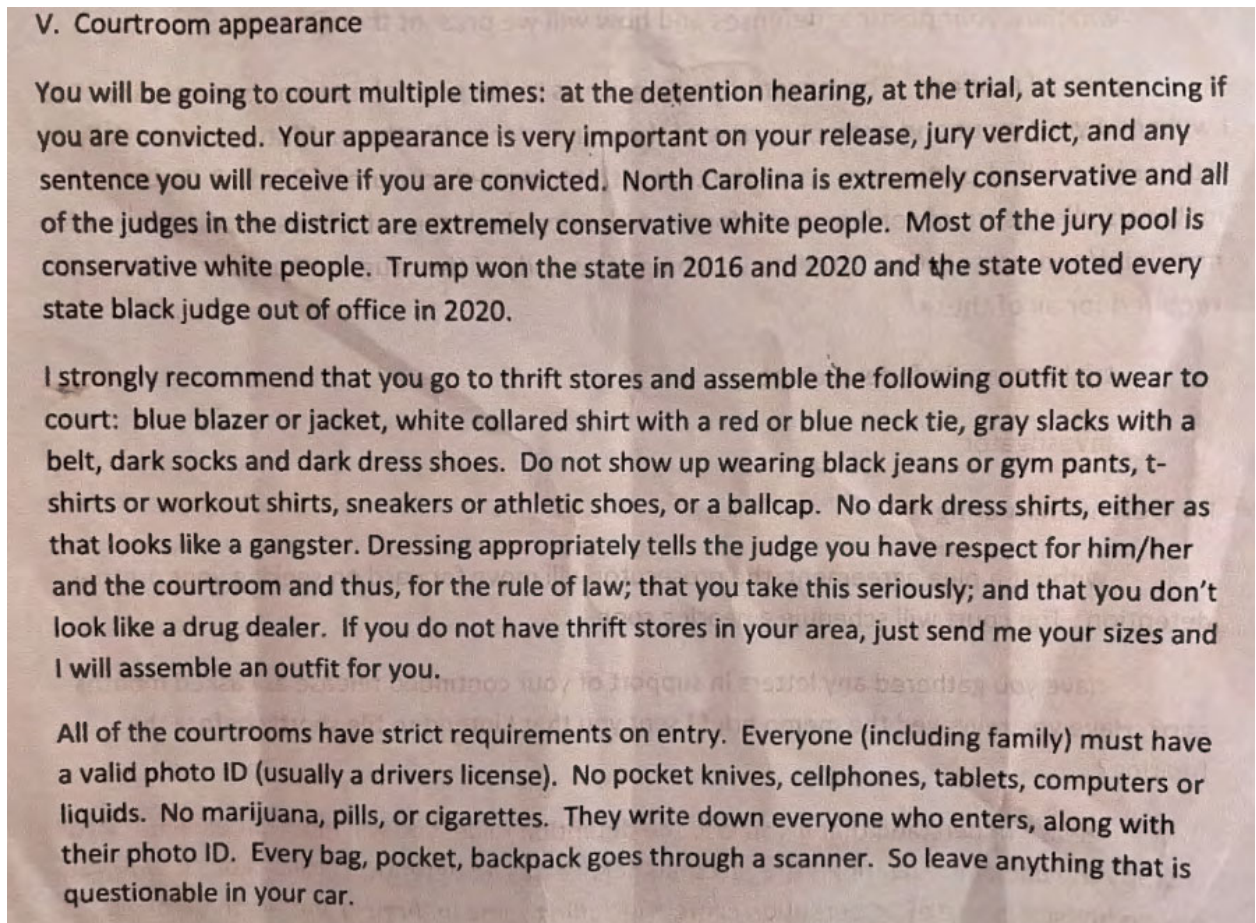 V. Courtroom appearance
You will be going to court multiple times: at the detention hearing, at the trial, at sentencing if
you are convicted. Your appearance is very important on your release, jury verdict, and any
sentence you will receive if you are convicted. North Carolina is extremely conservative and all
of the judges in the district are extremely conservative white people. Most of the jury pool is
conservative white people. Trump won the state in 2016 and 2020 and the state voted every
state black judge out of office in 2020.
I strongly recommend that you go to thrift stores and assemble the following outfit to wear to
court: blue blazer or jacket, white collared shirt with a red or blue neck tie, gray slacks with a
belt, dark socks and dark dress shoes. Do not show up wearing black jeans or gym pants, t-
shirts or workout shirts, sneakers or athletic shoes, or a ballcap. No dark dress shirts, either as
that looks like a gangster. Dressing appropriately tells the judge you have respect for him/her
and the courtroom and thus, for the rule of law; that you take this seriously; and that you don't
look like a drug dealer. If you do not have thrift stores in your area, just send me your sizes and
I will assemble an outfit for you.
All of the courtrooms have strict requirements on entry. Everyone (including family) must have
a valid photo ID (usually a drivers license). No pocket knives, cellphones, tablets, computers or
liquids. No marijuana, pills, or cigarettes. They write down everyone who enters, along with
their photo ID. Every bag, pocket, backpack goes through a scanner. So leave anything that is
questionable in your car.